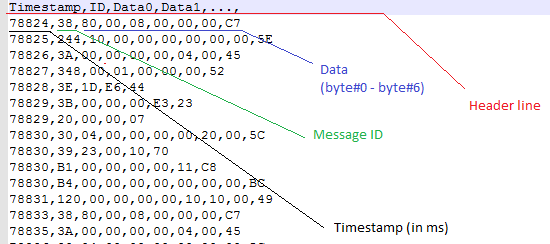 Timestamp,ID,Data0,Data1,...,
78824,38,80,00,08,00,00,00,C7
78825,244,10,00,00,00,00,00,00,5E
78826,3A,00,00,00,00,04,00,45
78827,348,00,01,00,00,00,52
78828,3E,1D,E6,44
78829,3B,00,00,00,E3,23
78829,20,00,00,07
78830,30,04,00,00,00,00,20,00,5C
78830,39,23,00,10,70
78830,B1,00,00,00,00,11,C8
78830,B4,00,00,00,00,00,00,00,BC
78831,120,00,00,00,00,10,10,00,49
78833,38,80,00,08,00,00,00,C7
78835,3A,00,00,00,00,04,00,45
Data
(byte#0 - byte#6)
Header line
Message ID
Timestamp (in ms)